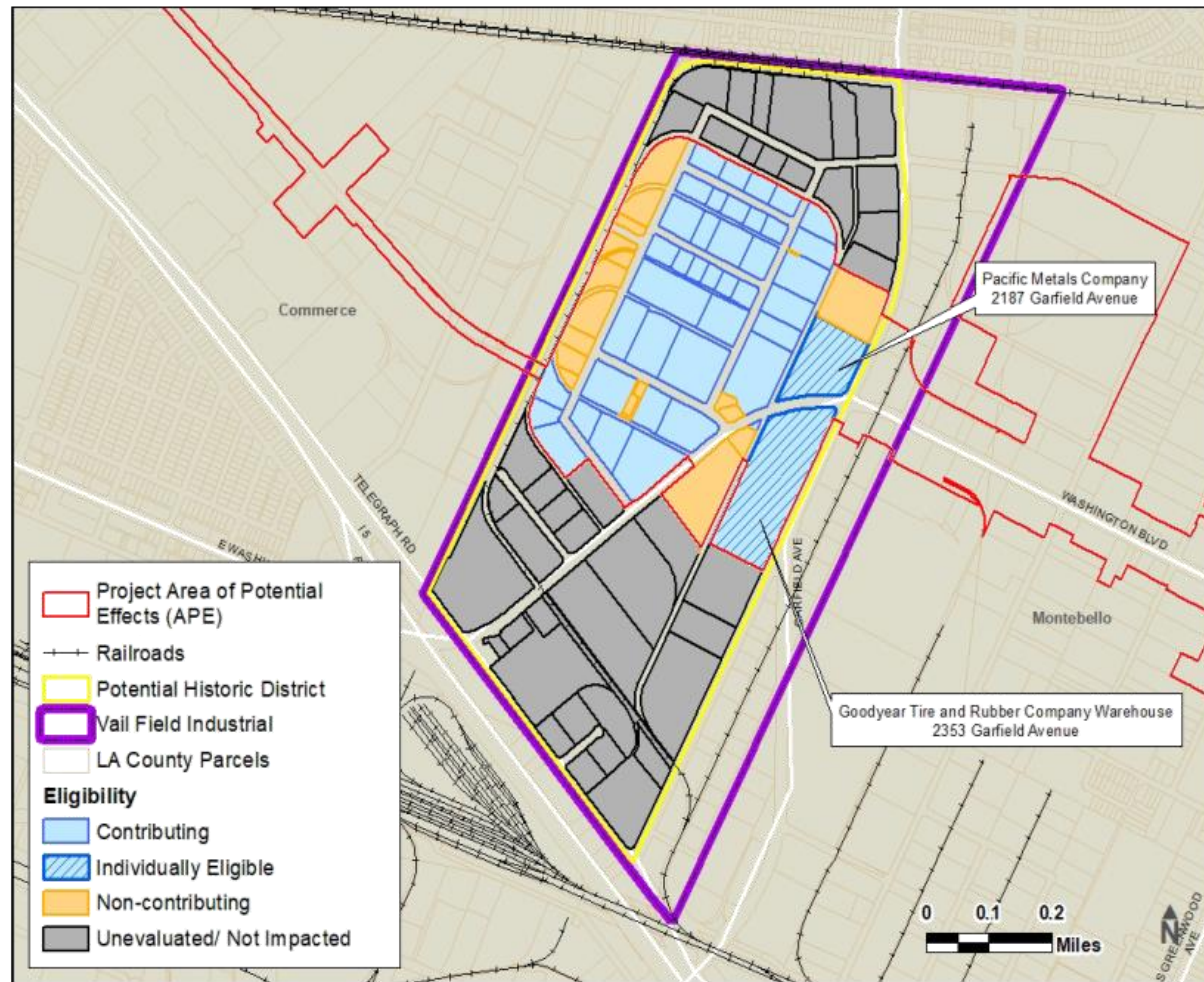 Commerce
Pacific Metals Company
2187 Garfield Avenue
TELEGRAPH RD
I 5
E WASHI
WASHINGTON BLVD
GARFIELD AVE
Montebello
Goodyear Tire and Rubber Company Warehouse
2353 Garfield Avenue
Project Area of Potential
Effects (APE)
Railroads
Potential Historic District
Vail Field Industrial
LA County Parcels
Eligibility
Contributing
Individually Eligible
Non-contributing
Unevaluated/ Not Impacted
0 0.1 0.2
Miles
N
S GREENWOOD
AVE